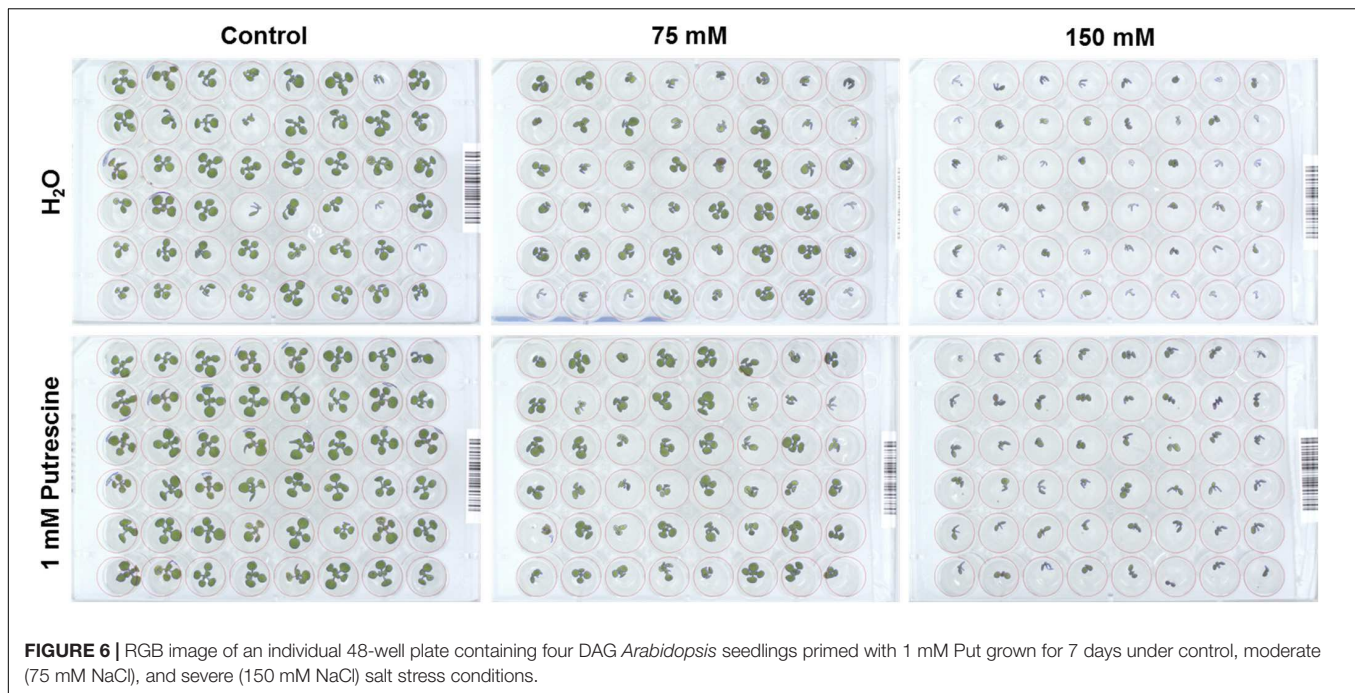 Control
75 mM
150 mM
H₂O
1 mM Putrescine
FIGURE 6 | RGB image of an individual 48-well plate containing four DAG Arabidopsis seedlings primed with 1 mM Put grown for 7 days under control, moderate
(75 mM NaCl), and severe (150 mM NaCl) salt stress conditions.